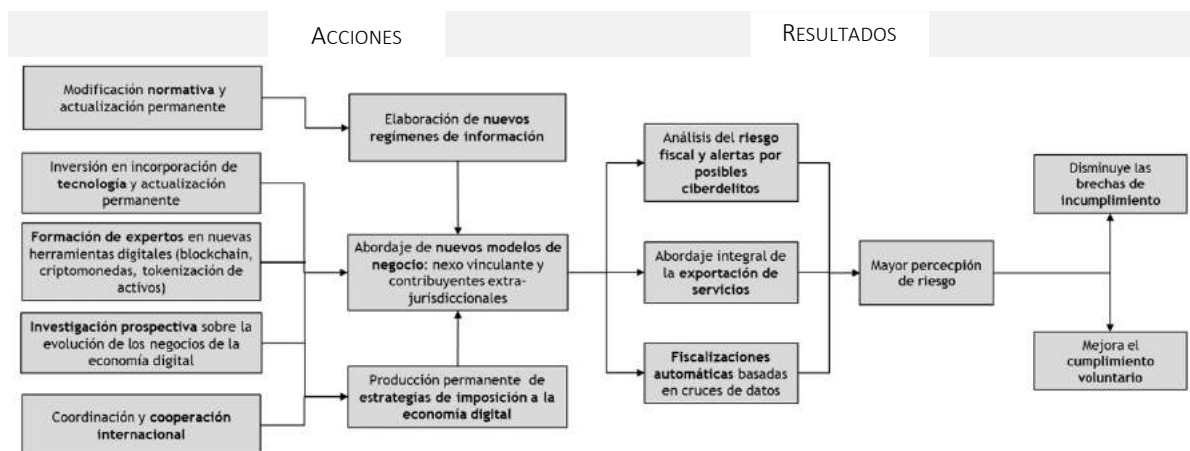 ACCIONES
RESULTADOS
Modificación normativa y
actualización permanente
Inversión en incorporación de
tecnología y actualización
permanente
Formación de expertos en nuevas
herramientas digitales (blockchain,
criptomonedas, tokenización de
activos)
Investigación prospectiva sobre la
evolución de los negocios de la
economía digital
Coordinación y cooperación
internacional
Elaboración de nuevos
regímenes de información
Abordaje de nuevos modelos de
negocio: nexo vinculante y
contribuyentes extra-
jurisdiccionales
Producción permanente de
estrategias de imposición a la
economía digital
Análisis del riesgo
fiscal y alertas por
posibles
ciberdelitos
Abordaje integral de
la exportación de
servicios
Fiscalizaciones
automáticas basadas
en cruces de datos
Mayor percecpión
de riesgo
Disminuye las
brechas de
incumplimiento
Mejora el
cumplimiento
voluntario